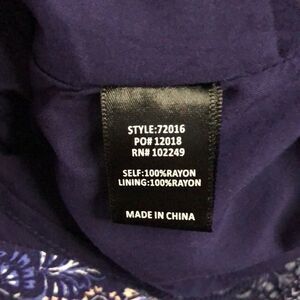 STYLE:72016
PO# 12018
RN# 102249
SELF:100%RAYON
LINING:100%RAYON
MADE IN CHINA